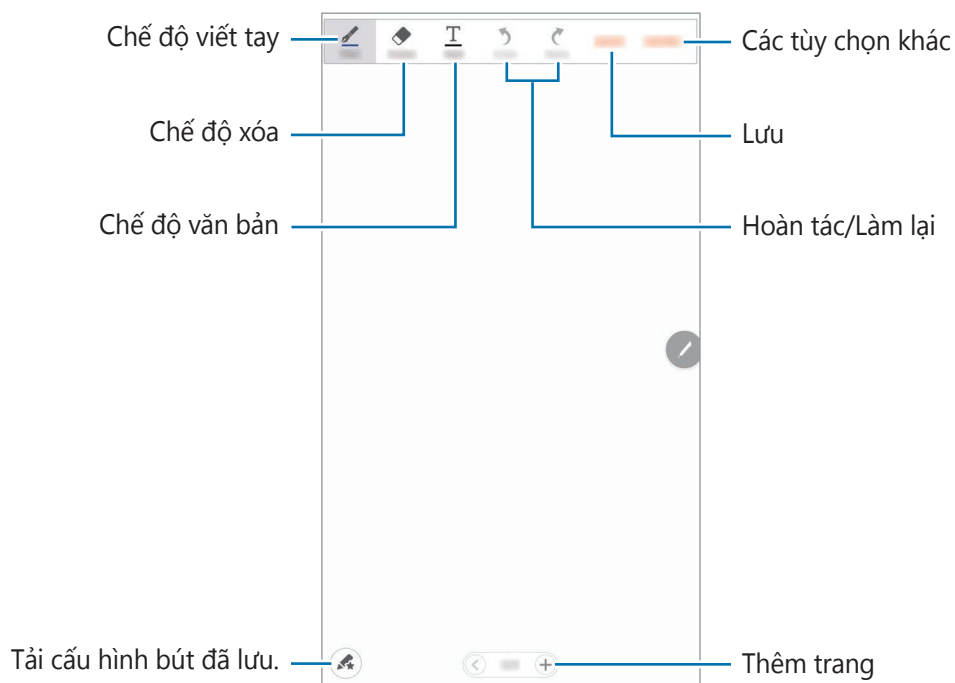 Chế độ viết tay
Các tùy chọn khác
Chế độ xóa
Lưu
Chế độ văn bản
Hoàn tác/Làm lại
Tải cấu hình bút đã lưu.
Thêm trang